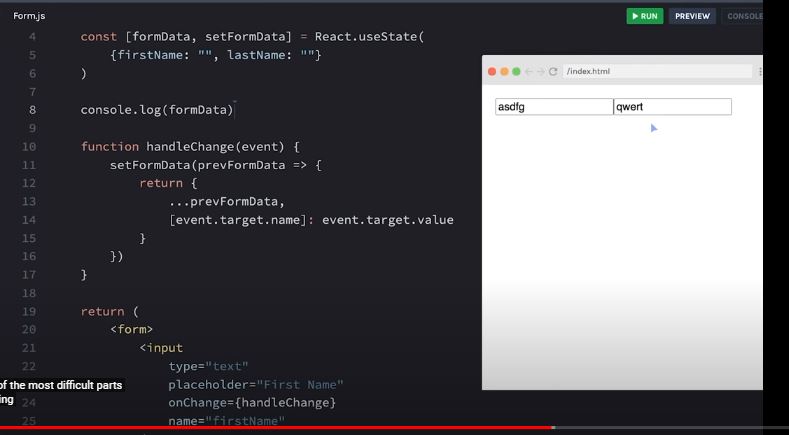 Form.js
RUN
PREVIEW
CONSOLE
4 const [formData, setFormData] = React.useState(
5 {firstName: "", lastName: ""}
6 )
7
8 console.log(formData)
9
10 function handleChange(event) {
11 setFormData(prevFormData => {
12 return {
13 ...prevFormData,
14 [event.target.name]: event.target.value
15 }
16 })
17 }
18
19 return (
20 <form>
21 <input
22 type="text"
placeholder="First Name"
24 onChange={handleChange}
25 name="firstName"
of the most difficult parts
ing
/index.html
asdfg
qwert